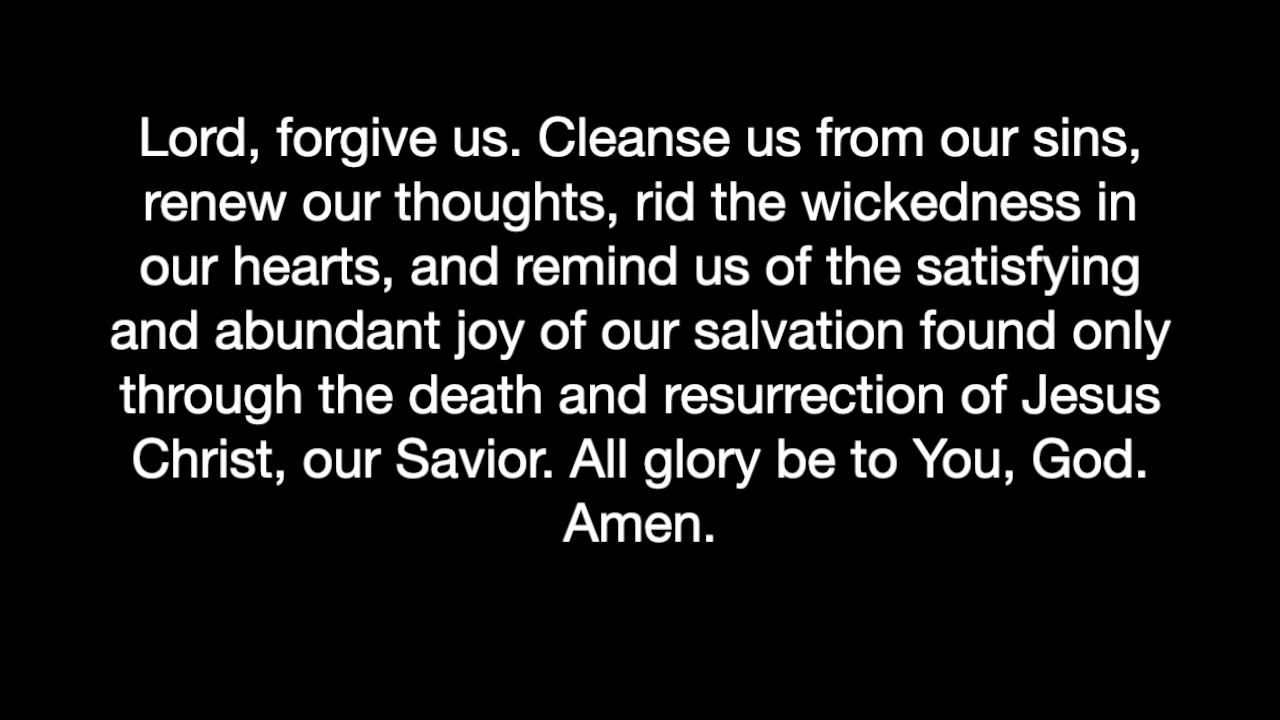 Lord, forgive us. Cleanse us from our sins,
renew our thoughts, rid the wickedness in
our hearts, and remind us of the satisfying
and abundant joy of our salvation found only
through the death and resurrection of Jesus
Christ, our Savior. All glory be to You, God.
Amen.